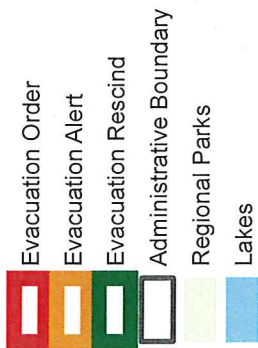 Evacuation Order
Evacuation Alert
Evacuation Rescind
Administrative Boundary
Regional Parks
Lakes